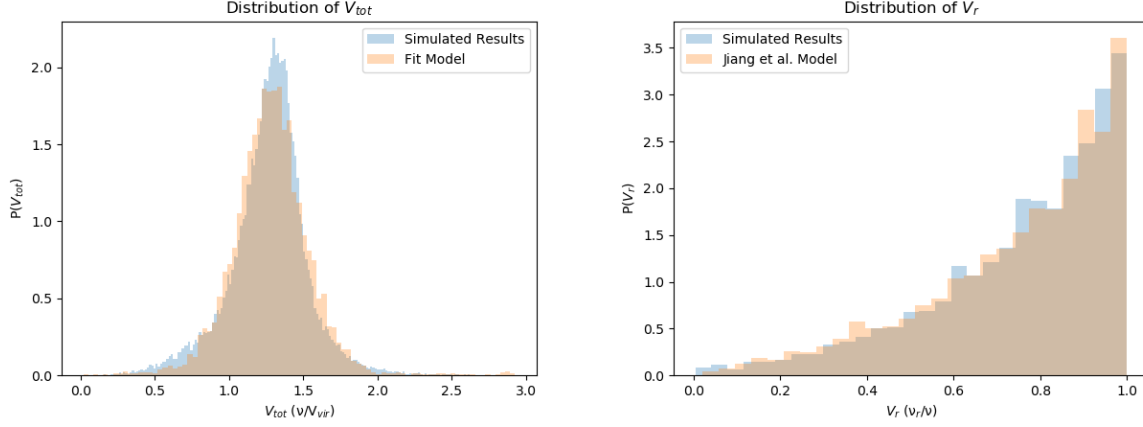 Distribution of V_tot
Simulated Results
Fit Model
P(V_tot)
2.0
1.5
1.0
0.5
0.0
0.0 0.5 1.0 1.5 2.0 2.5 3.0
V_tot (ν/V_vir)
Distribution of V_r
Simulated Results
Jiang et al. Model
P(V_r)
3.5
3.0
2.5
2.0
1.5
1.0
0.5
0.0
0.0 0.2 0.4 0.6 0.8 1.0
V_r (ν_r/ν)